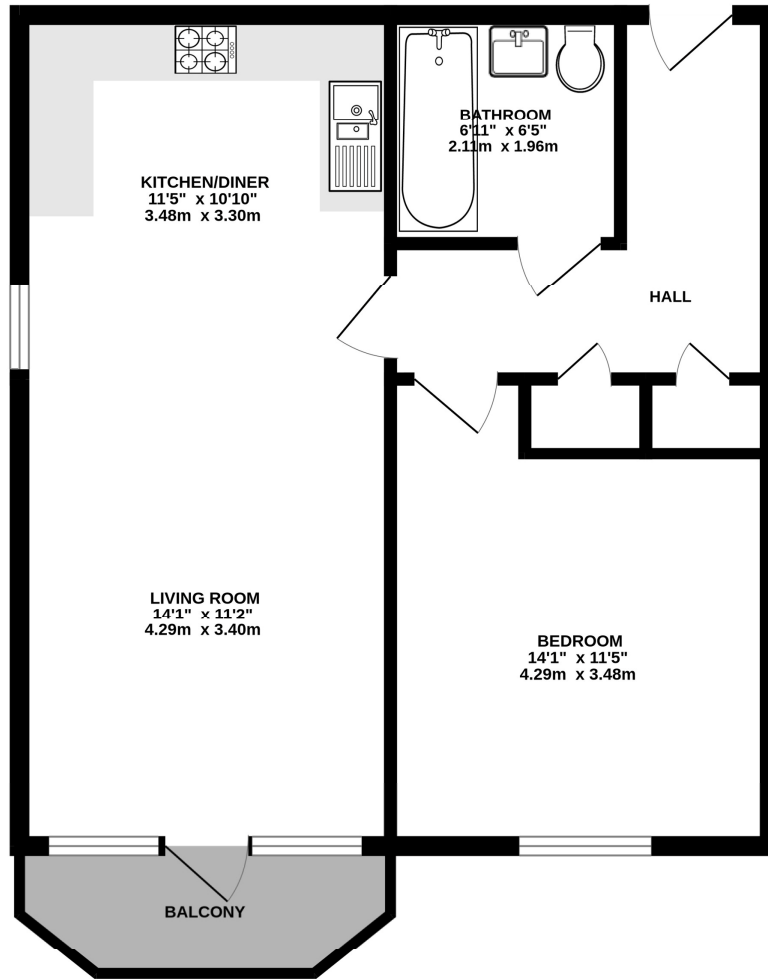 BATHROOM
6'11" x 6'5"
2.11m x 1.96m
KITCHEN/DINER
11'5" x 10'10"
3.48m x 3.30m
HALL
LIVING ROOM
14'1" x 11'2"
4.29m x 3.40m
BEDROOM
14'1" x 11'5"
4.29m x 3.48m
BALCONY